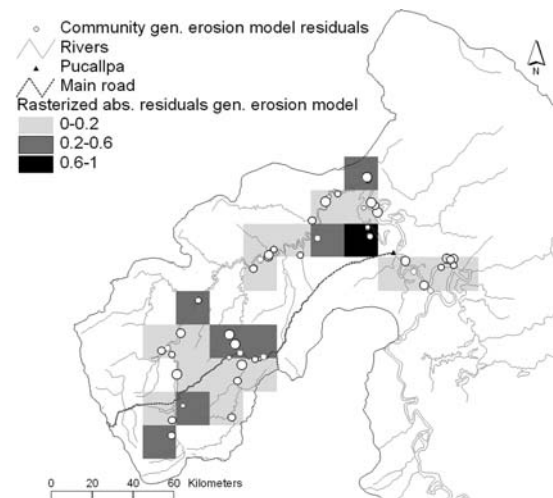 Community gen. erosion model residuals
Rivers
Pucallpa
Main road
Rasterized abs. residuals gen. erosion model
0-0.2
0.2-0.6
0.6-1
N
0 20 40 60 Kilometers